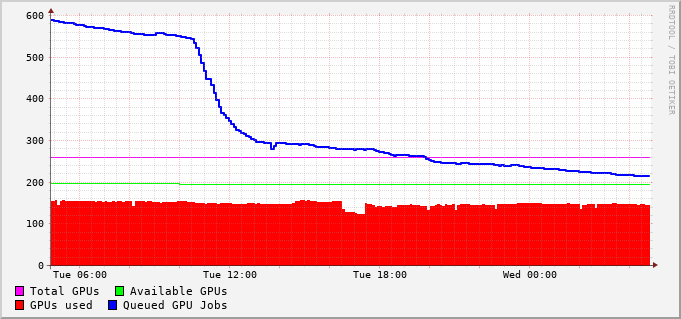 RRDTOOL / TOBI OETIKER
600
500
400
300
200
100
0
Tue 06:00 Tue 12:00 Tue 18:00 Wed 00:00
Total GPUs Available GPUs
GPUs used Queued GPU Jobs